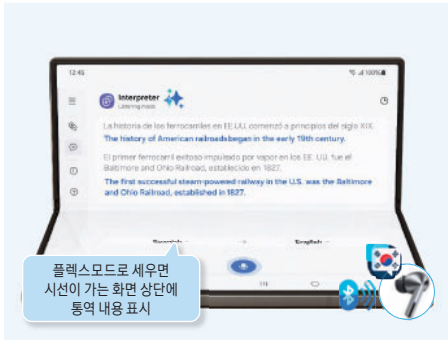 12:45
100%
Interpreter
Listening mode
La historia de los ferrocarriles en EE.UU. comenzó a principios del siglo XIX.
The history of American railroads began in the early 19th century.
El primer ferrocarril exitoso impulsado por vapor en los EE. UU. fue el
Baltimore and Ohio Railroad, establecido en 1827.
The first successful steam-powered railway in the U.S. was the Baltimore
and Ohio Railroad, established in 1827.
English
플렉스모드로 세우면
시선이 가는 화면 상단에
통역 내용 표시